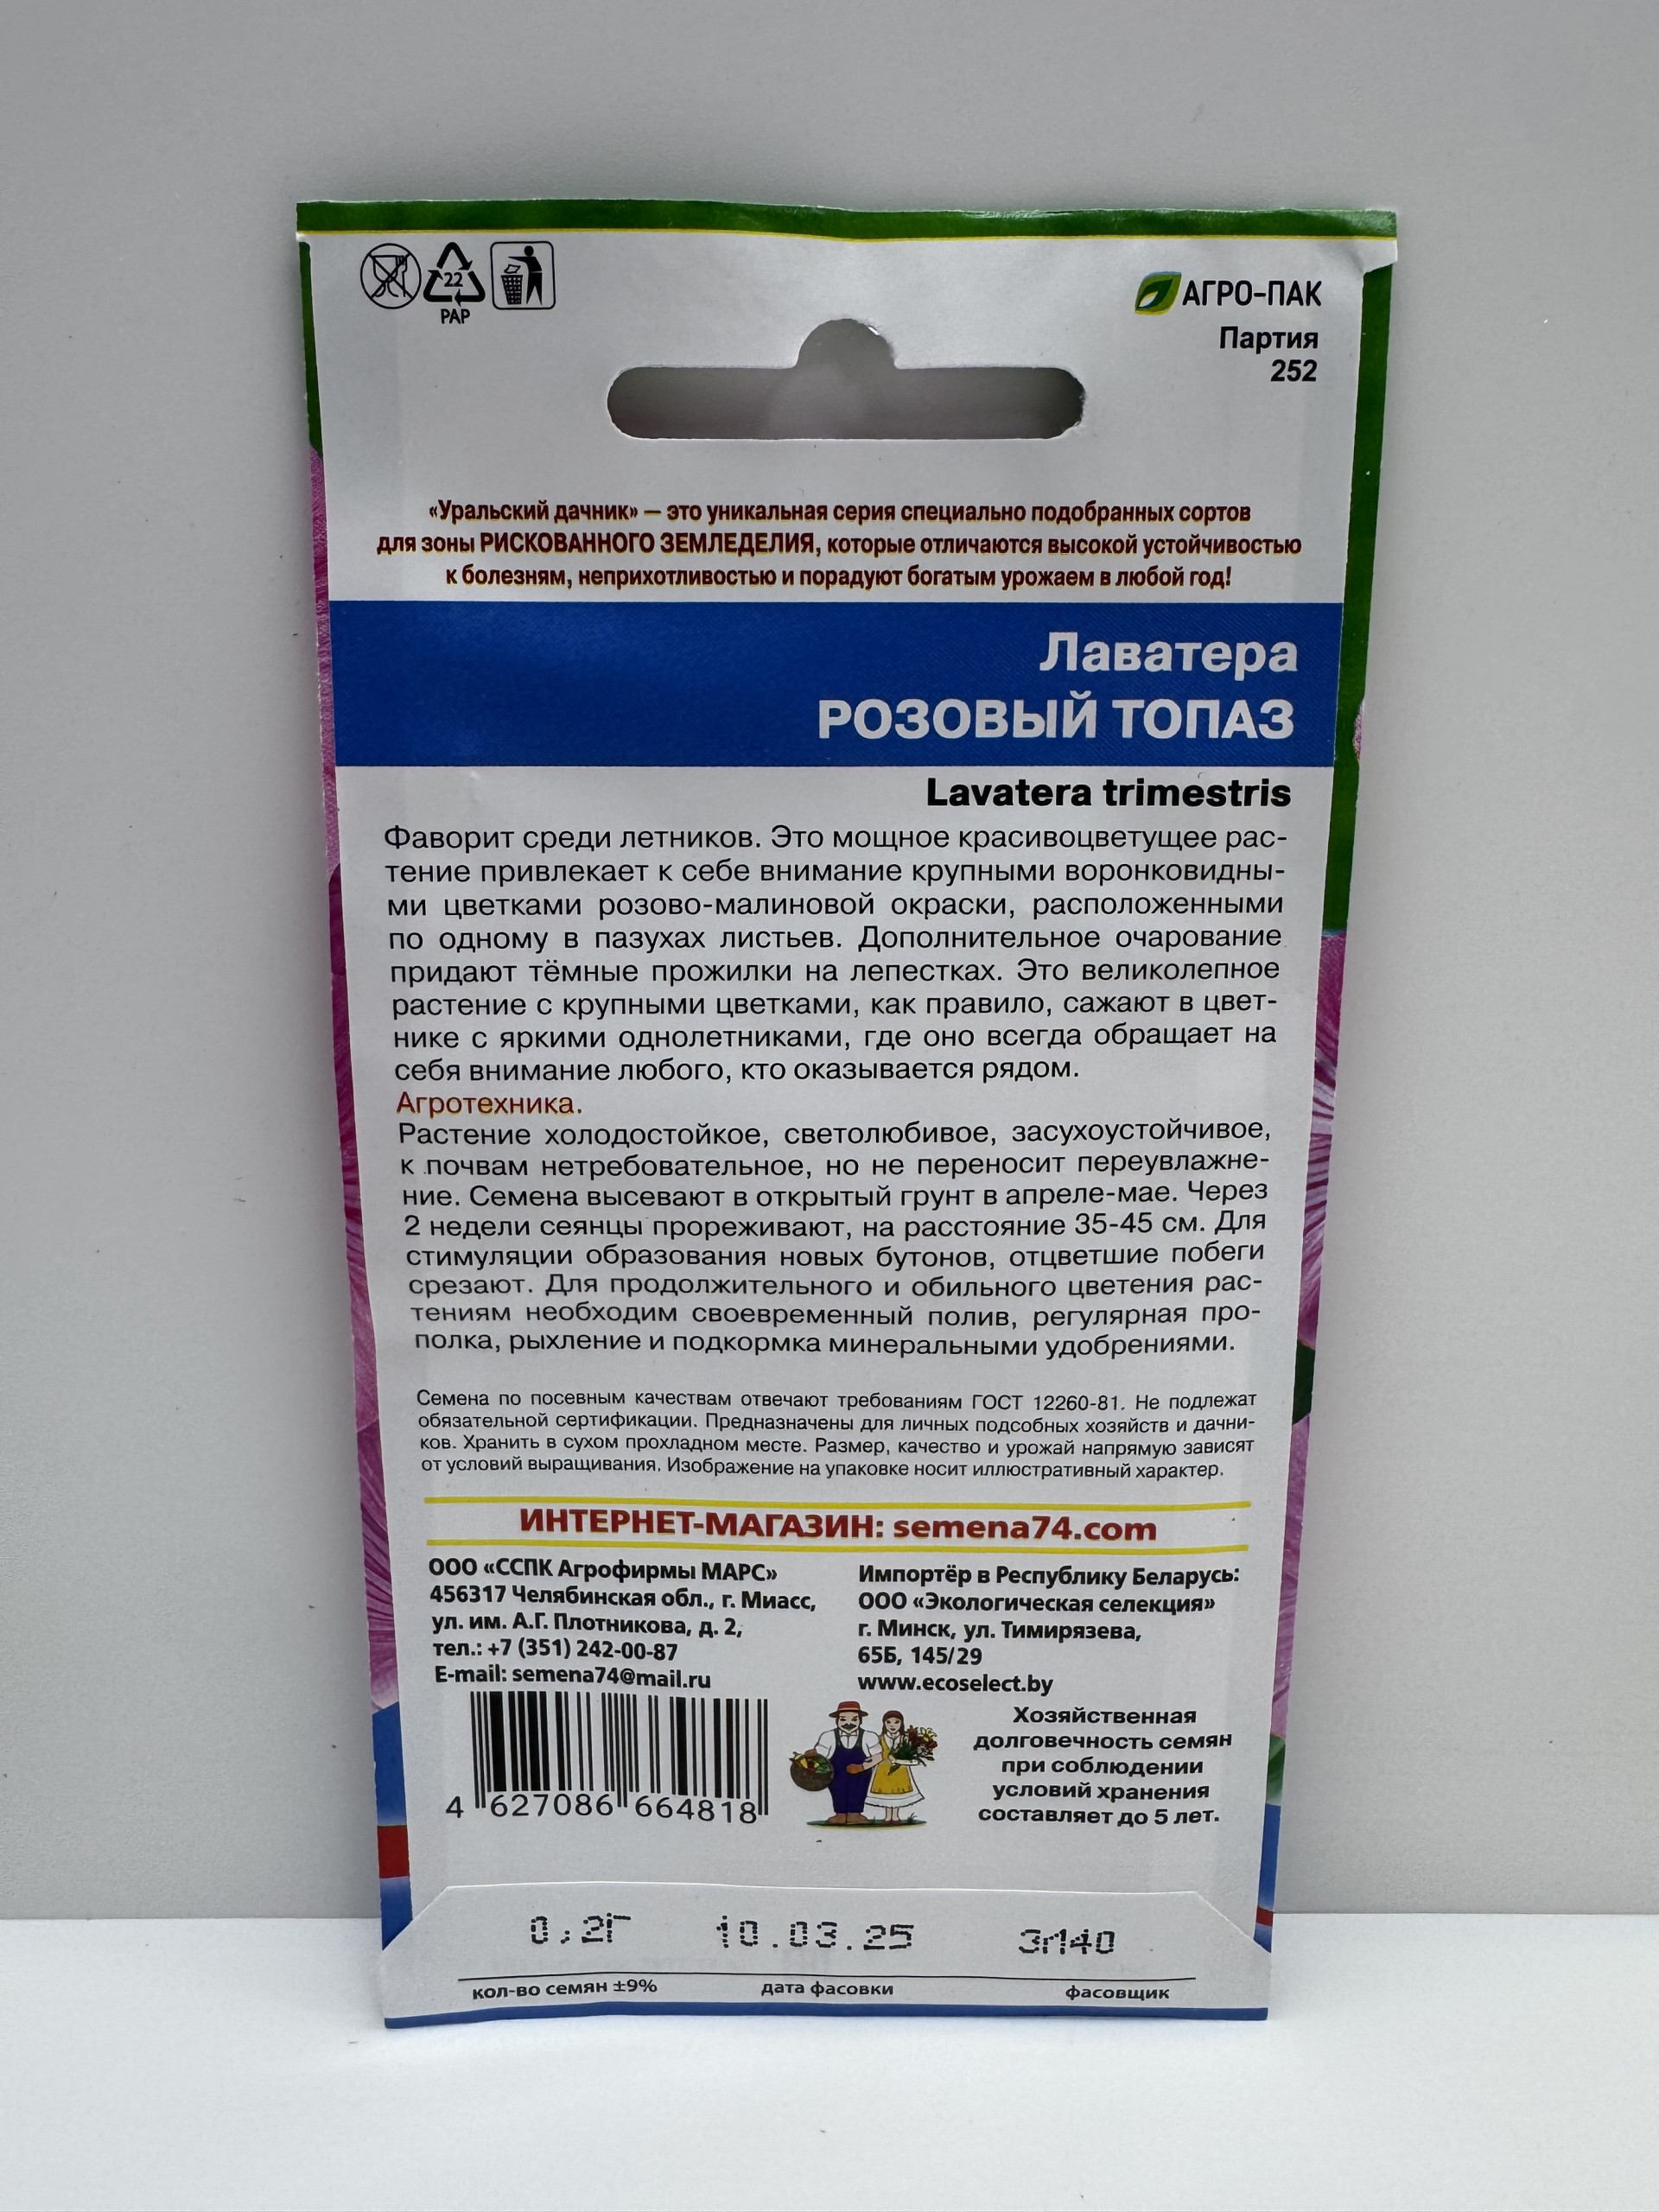 22
PAP
АГРО-ПАК
Партия
252
«Уральский дачник» — это уникальная серия специально подобранных сортов
для зоны РИСКОВАННОГО ЗЕМЛЕДЕЛИЯ, которые отличаются высокой устойчивостью
к болезням, неприхотливостью и порадуют богатым урожаем в любой год!
Лаватера
РОЗОВЫЙ ТОПАЗ
Lavatera trimestris
Фаворит среди летников. Это мощное красивоцветущее рас-
тение привлекает к себе внимание крупными воронковидны-
ми цветками розово-малиновой окраски, расположенными
по одному в пазухах листьев. Дополнительное очарование
придают тёмные прожилки на лепестках. Это великолепное
растение с крупными цветками, как правило, сажают в цвет-
нике с яркими однолетниками, где оно всегда обращает на
себя внимание любого, кто оказывается рядом.
Агротехника.
Растение холодостойкое, светолюбивое, засухоустойчивое,
к почвам нетребовательное, но не переносит переувлажне-
ние. Семена высевают в открытый грунт в апреле-мае. Через
2 недели сеянцы прореживают, на расстояние 35-45 см. Для
стимуляции образования новых бутонов, отцветшие побеги
срезают. Для продолжительного и обильного цветения рас-
тениям необходим своевременный полив, регулярная про-
полка, рыхление и подкормка минеральными удобрениями.
Семена по посевным качествам отвечают требованиям ГОСТ 12260-81. Не подлежат
обязательной сертификации. Предназначены для личных подсобных хозяйств и дачни-
ков. Хранить в сухом прохладном месте. Размер, качество и урожай напрямую зависят
от условий выращивания. Изображение на упаковке носит иллюстративный характер.
ИНТЕРНЕТ-МАГАЗИН: semena74.com
ООО «ССПК Агрофирмы МАРС»
456317 Челябинская обл., г. Миасс,
ул. им. А.Г. Плотникова, д. 2,
тел.: +7 (351) 242-00-87
E-mail: semena74@mail.ru
Импортёр в Республику Беларусь:
ООО «Экологическая селекция»
г. Минск, ул. Тимирязева,
65Б, 145/29
www.ecoselect.by
4 627086 664818
Хозяйственная
долговечность семян
при соблюдении
условий хранения
составляет до 5 лет.
0,2г 10.03.25 3г140
кол-во семян ±9% дата фасовки фасовщик